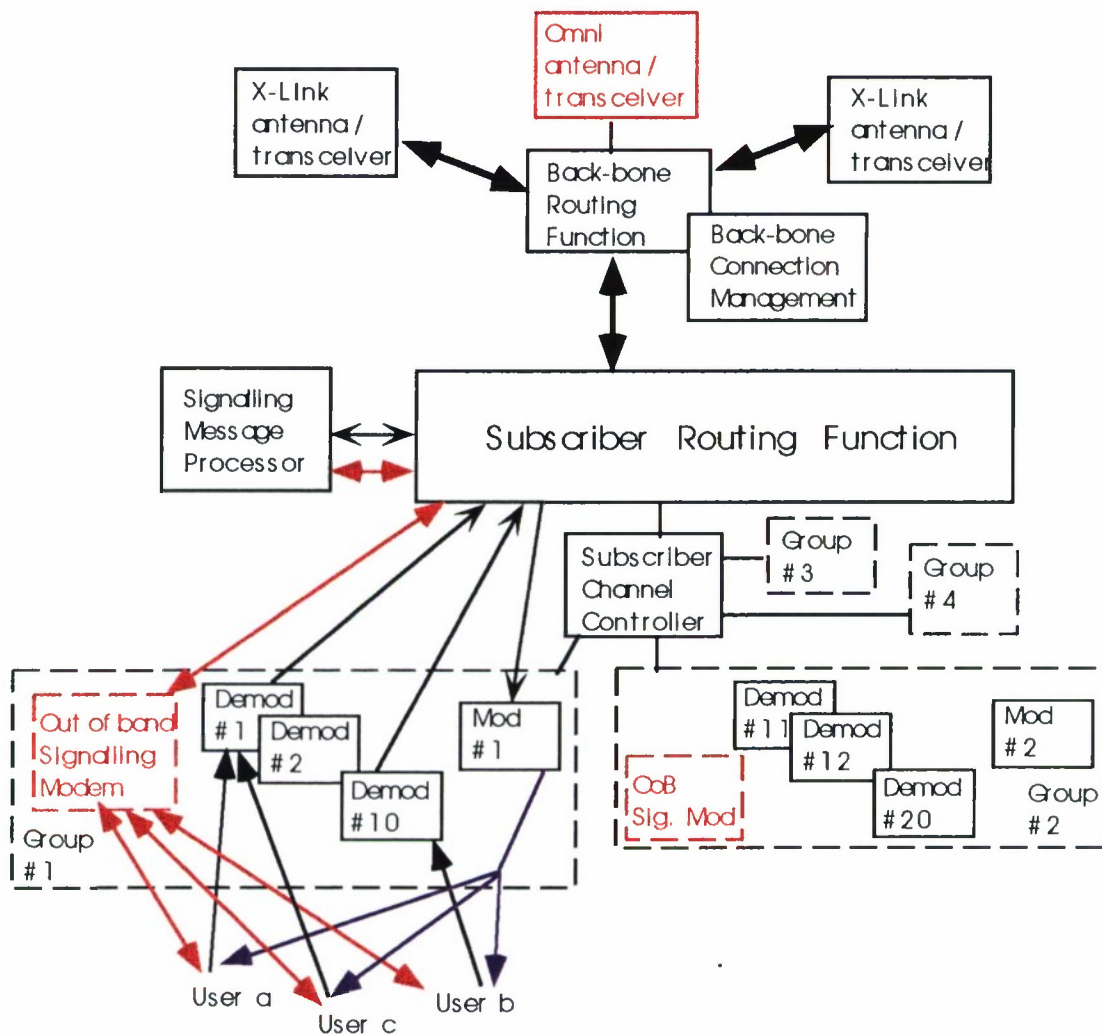 Omni
antenna/
transceiver
X-Link
antenna/
transceiver
X-Link
antenna/
transceiver
Back-bone
Routing
Function
Back-bone
Connection
Management
Signalling
Message
Processor
Subscriber Routing Function
Subscriber
Channel
Controller
Group
#3
Group
#4
Out of band
Signalling
Modem
Demod
#1
Demod
#2
Demod
#10
Mod
#1
Group
#1
Demod
#11
Demod
#12
Demod
#20
Mod
#2
OoB
Sig. Mod
Group
#2
User a
User c
User b